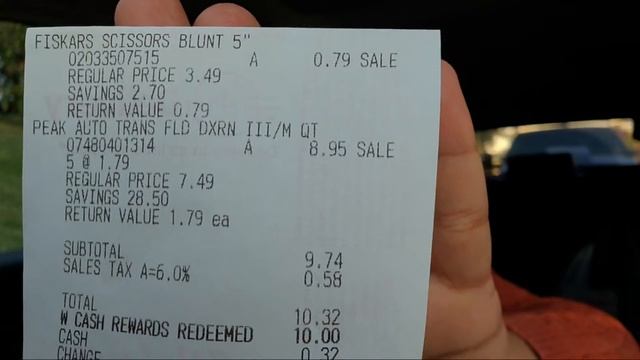 FISKARS SCISSORS BLUNT 5"
02033507515 A 0.79 SALE
REGULAR PRICE 3.49
SAVINGS 2.70
RETURN VALUE 0.79
PEAK AUTO TRANS FLD DXRN III/M QT
07480401314 A 8.95 SALE
5 @ 1.79
REGULAR PRICE 7.49
SAVINGS 28.50
RETURN VALUE 1.79 ea
SUBTOTAL 9.74
SALES TAX A=6.0% 0.58
TOTAL 10.32
W CASH REWARDS REDEEMED 10.00
CASH 0.32
CHANGE